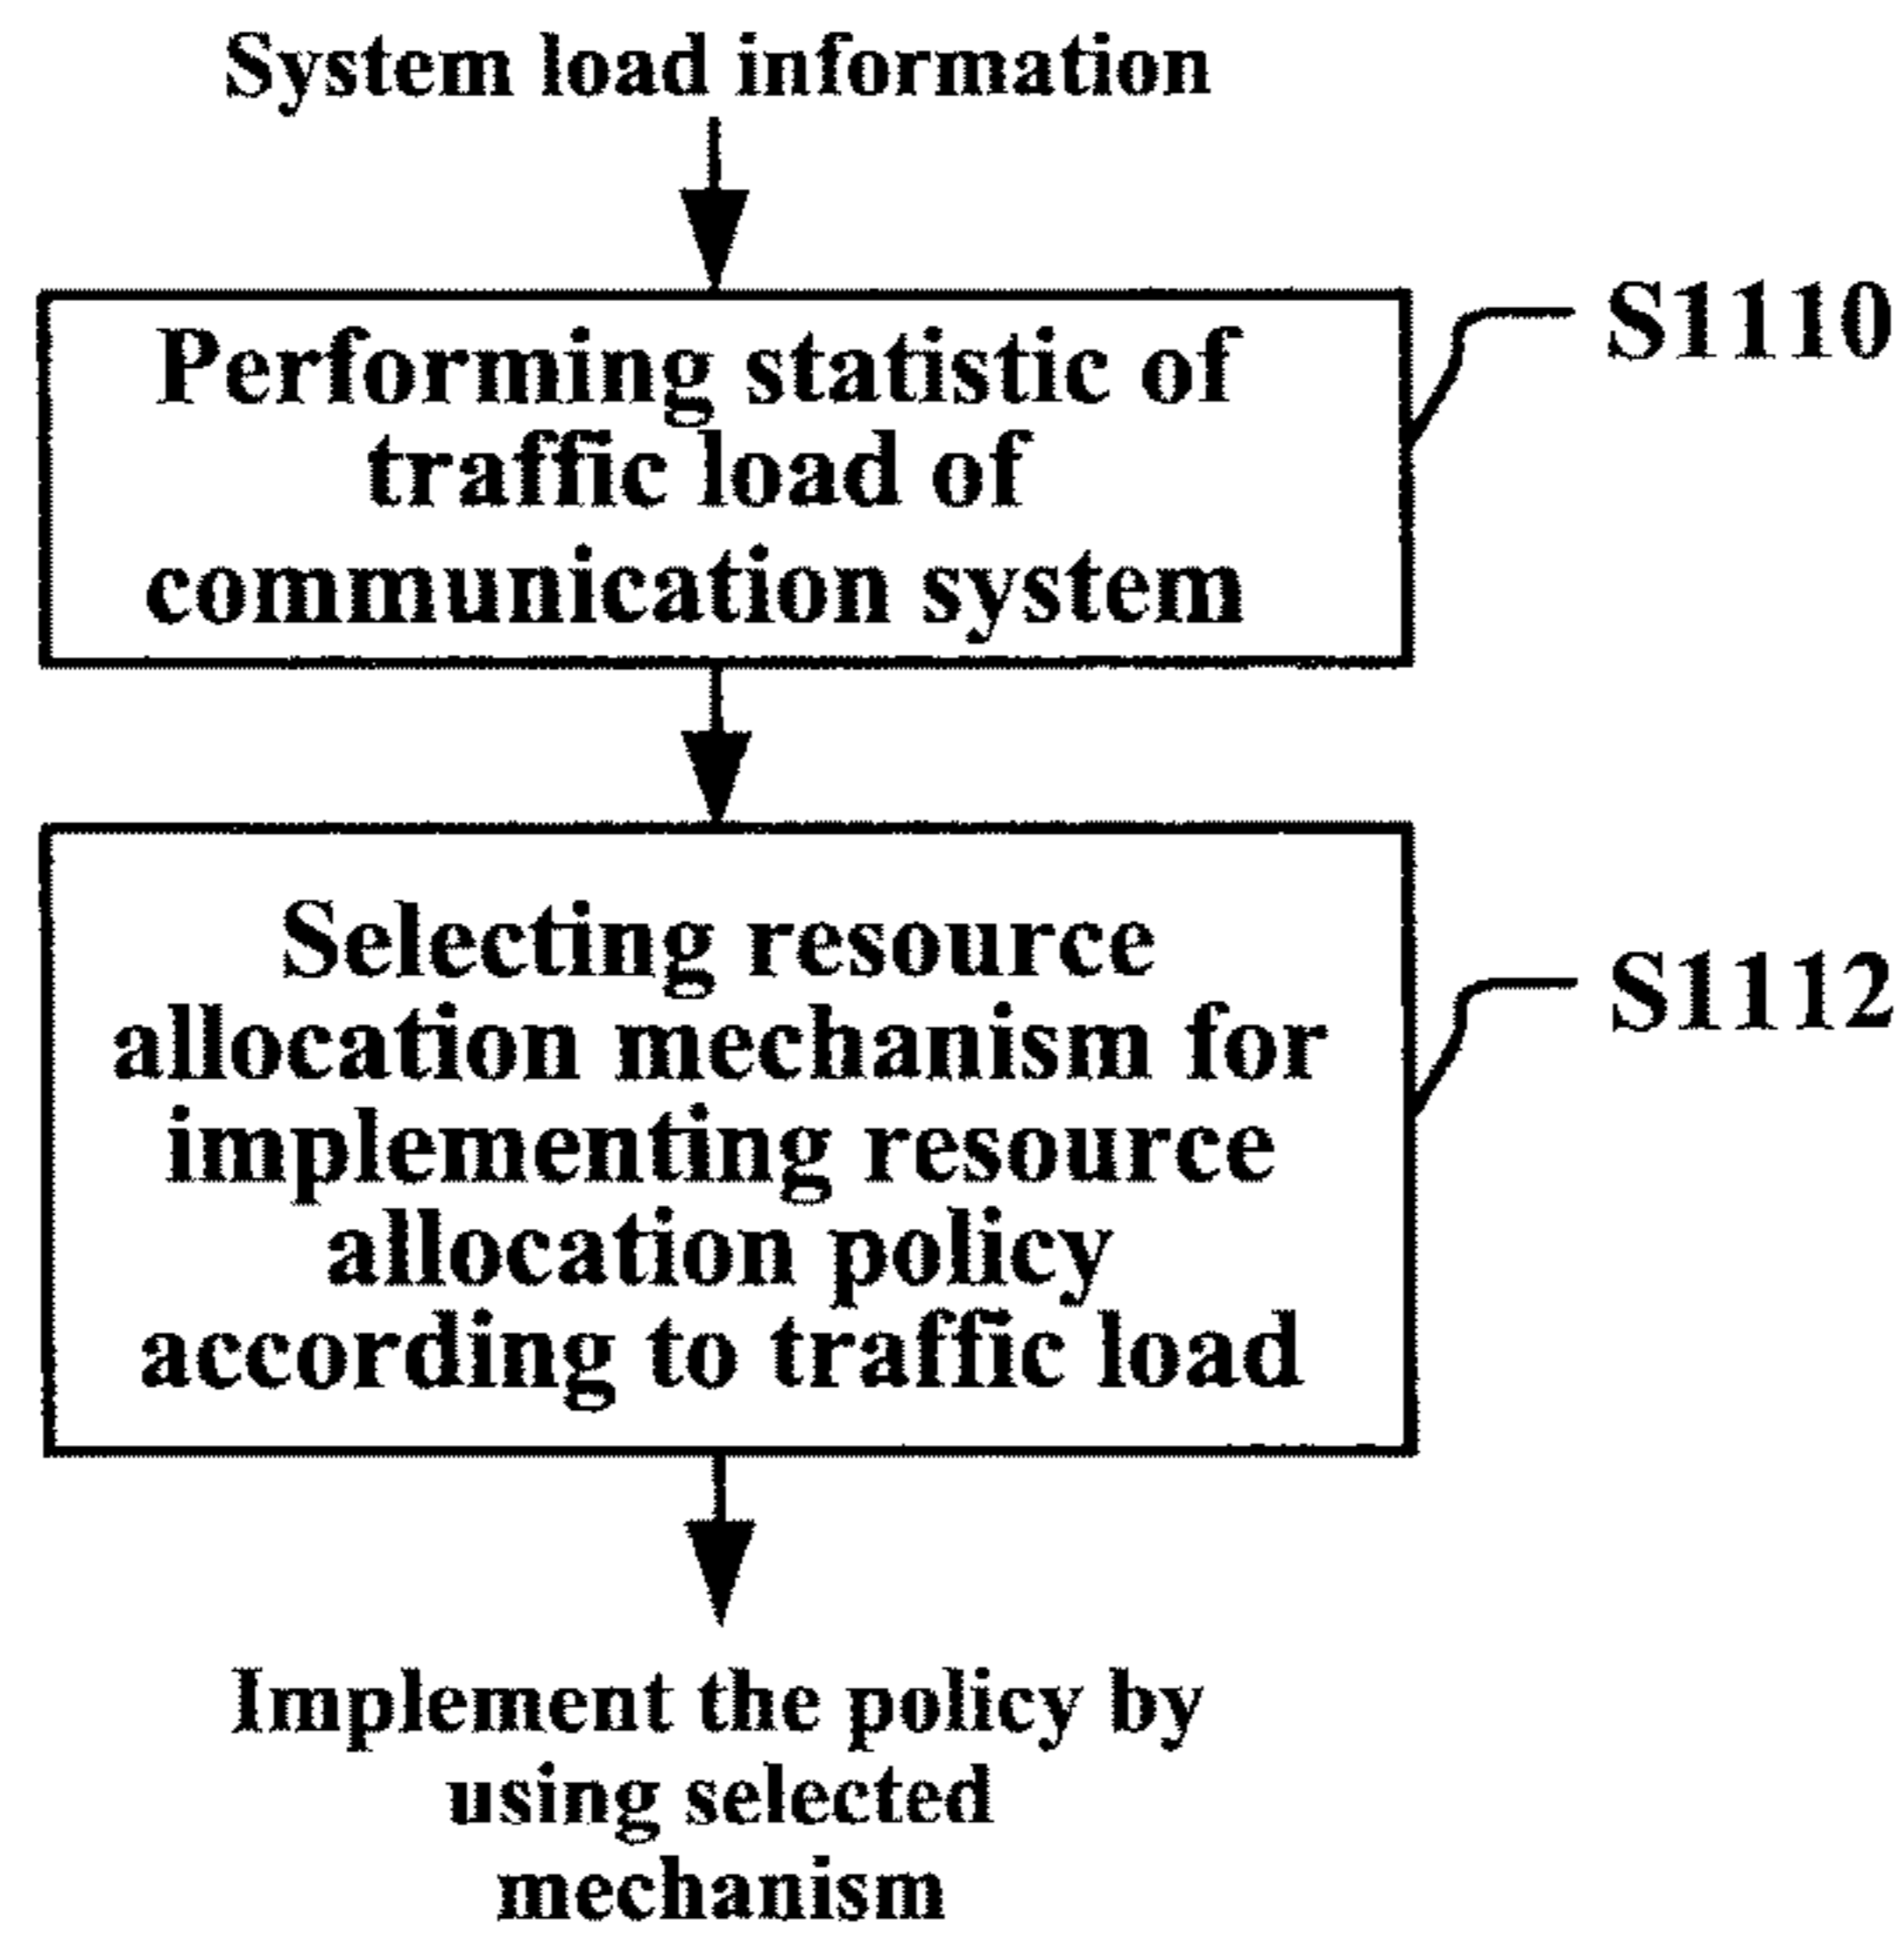 System load information
Performing statistic of
S1110
traffic load of
communication system
Selecting resource
S1112
allocation mechanism for
implementing resource
allocation policy
according to traffic load
Implement the policy by
using selected
mechanism